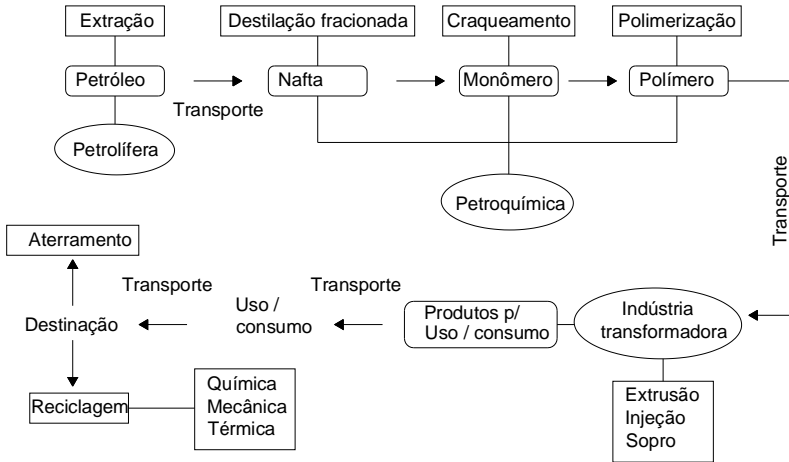 Extração
Destilação fracionada
Craqueamento
Polimerização
Petróleo
Transporte
Nafta
Monômero
Polímero
Petrolífera
Petroquímica
Transporte
Aterramento
Transporte
Destinação
Uso /
consumo
Transporte
Produtos p/
Uso / consumo
Indústria
transformadora
Reciclagem
Química
Mecânica
Térmica
Extrusão
Injeção
Sopro